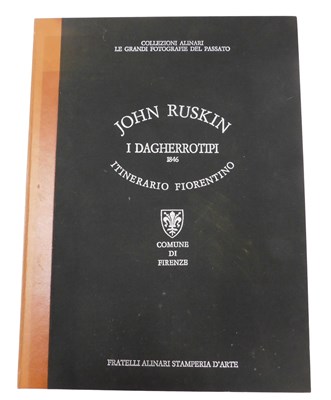 COLLEZIONI ALINARI
LE GRANDI FOTOGRAFIE DEL PASSATO
JOHN RUSKIN
I DAGHERROTIPI
1846
ITINERARIO FIORENTINO
COMUNE
DI
FIRENZE
FRATELLI ALINARI STAMPERIA D'ARTE